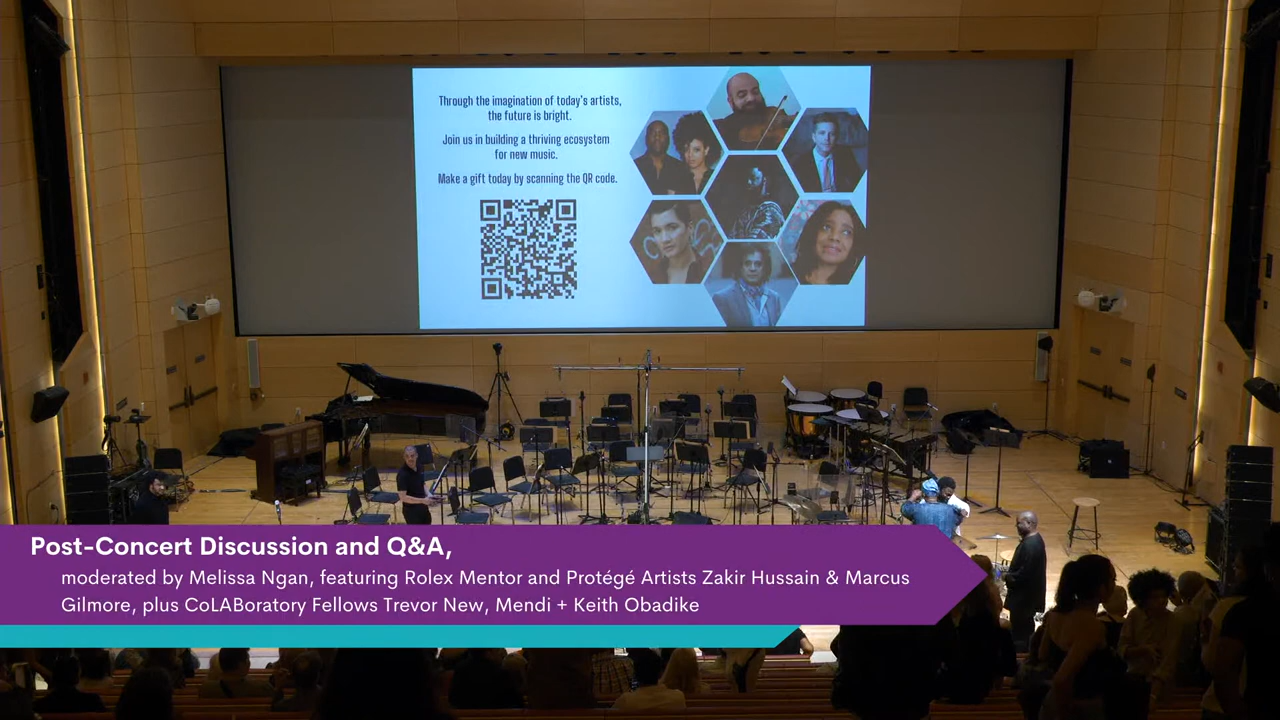 Through the imagination of today's artists,
the future is bright.
Join us in building a thriving ecosystem
for new music.
Make a gift today by scanning the QR code.
Post-Concert Discussion and Q&A,
moderated by Melissa Ngan, featuring Rolex Mentor and Protégé Artists Zakir Hussain & Marcus
Gilmore, plus CoLABoratory Fellows Trevor New, Mendi + Keith Obadike